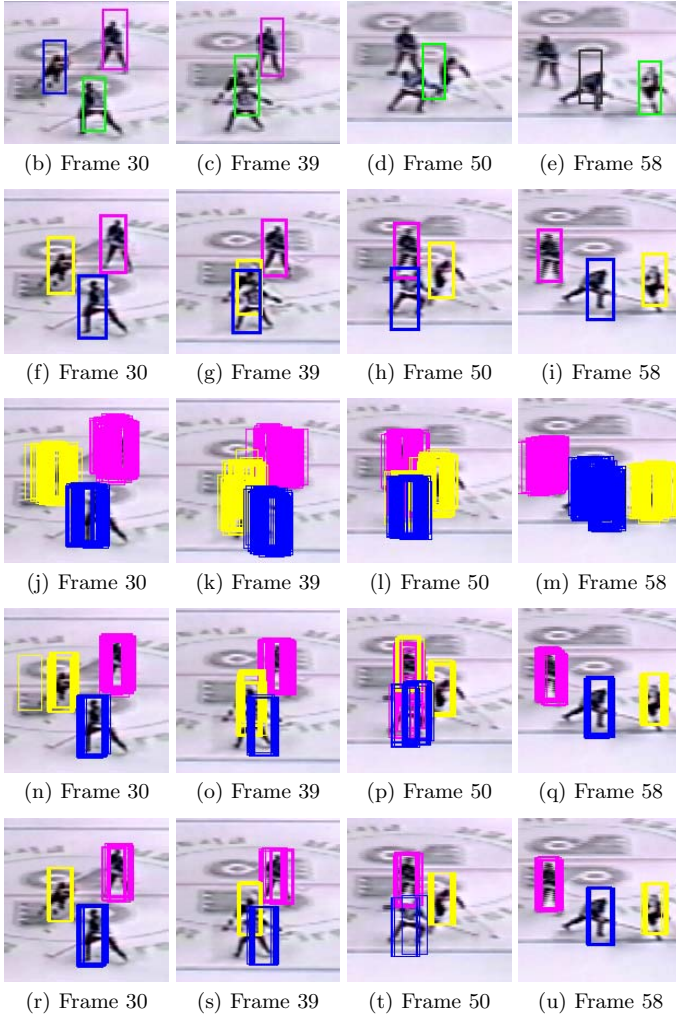 (b) Frame 30
(c) Frame 39
(d) Frame 50
(e) Frame 58
(f) Frame 30
(g) Frame 39
(h) Frame 50
(i) Frame 58
(j) Frame 30
(k) Frame 39
(l) Frame 50
(m) Frame 58
(n) Frame 30
(o) Frame 39
(p) Frame 50
(q) Frame 58
(r) Frame 30
(s) Frame 39
(t) Frame 50
(u) Frame 58